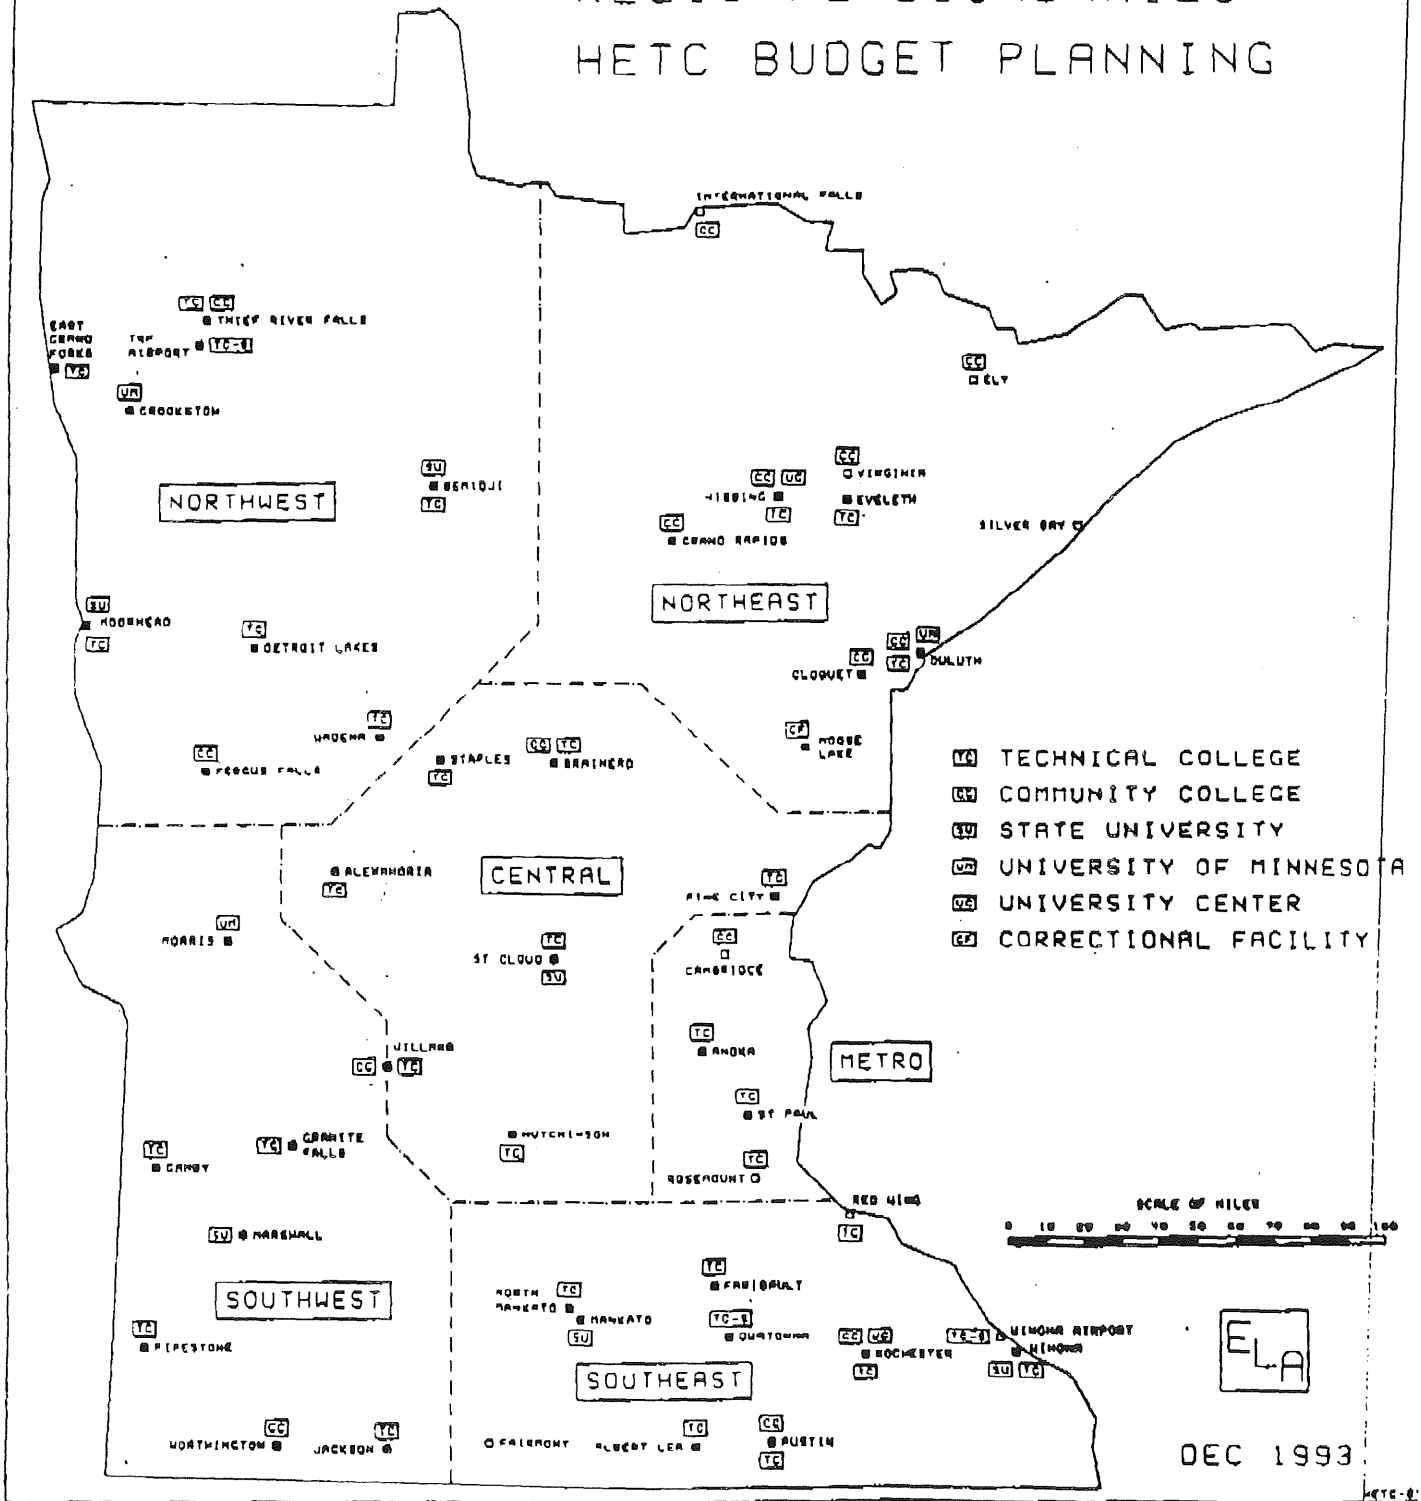 HETC BUDGET PLANNING
INTERNATIONAL FALLS
CC
TC CC
THIEF RIVER FALLS
EAST
GRAND
FORKS
TC
TRF
AIRPORT
UM
CROOKSTON
CC
ELY
SU
BEMIDJI
TC
NORTHWEST
CC
VIRGINIA
EVELETH
TC
CC UC
HIBBING
TC
CC
GRAND RAPIDS
SILVER BAY
NORTHEAST
SU
MOORHEAD
TC
TC
DETROIT LAKES
CC UM
TC
DULUTH
CC
CLOQUET
TC
WADENA
CC
FERGUS FALLS
STAPLES
TC
CC TC
BRAINERD
CF
MOOSE
LAKE
TC TECHNICAL COLLEGE
CC COMMUNITY COLLEGE
SU STATE UNIVERSITY
UM UNIVERSITY OF MINNESOTA
UC UNIVERSITY CENTER
CF CORRECTIONAL FACILITY
CENTRAL
ALEXANDRIA
TC
TC
PINE CITY
UM
MORRIS
TC
ST CLOUD
SU
CC
CAMBRIDGE
TC
ANOKA
METRO
WILLMAR
CC TC
TC
ST PAUL
HUTCHINSON
TC
TC
GRANITE
FALLS
TC
CANBY
TC
ROSEMOUNT
RED WING
TC
SU MARSHALL
SCALE OF MILES
0 10 20 30 40 50 60 70 80 90 100
SOUTHWEST
TC
PIPESTONE
NORTH
MANKATO
TC
MANKATO
SU
TC
FARIBAULT
OWATONNA
CC UC
ROCHESTER
TC
WINONA AIRPORT
WINONA
SU TC
SOUTHEAST
ELA
CC
WORTHINGTON
TC
JACKSON
FAIRMONT
TC
ALBERT LEA
CC
AUSTIN
TC
DEC 1993